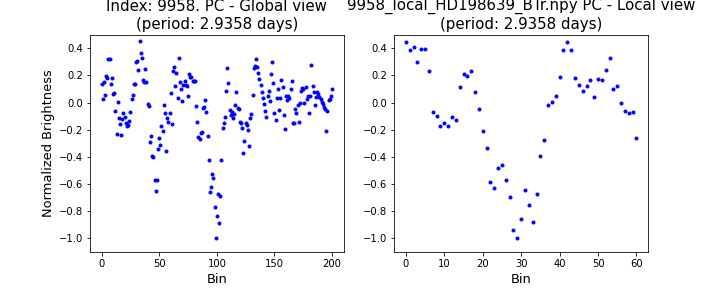 Index: 9958. PC - Global view
(period: 2.9358 days)
9958_local_HD198639_BTr.npy PC - Local view
(period: 2.9358 days)
Normalized Brightness
0.4
0.2
0.0
−0.2
−0.4
−0.6
−0.8
−1.0
0 50 100 150 200
Bin
0.4
0.2
0.0
−0.2
−0.4
−0.6
−0.8
−1.0
0 10 20 30 40 50 60
Bin